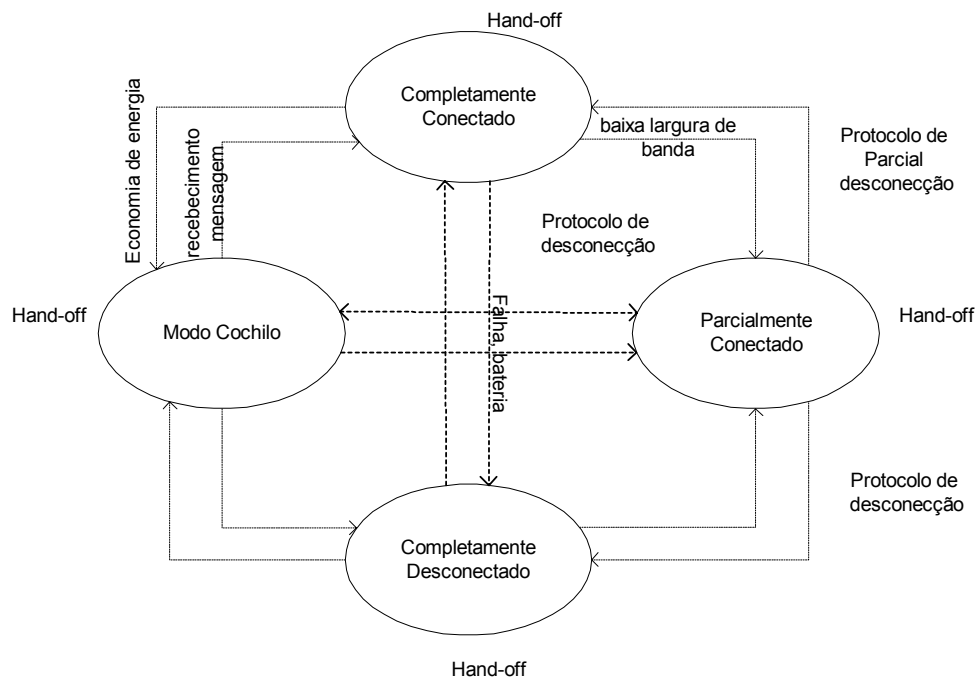 Hand-off
Completamente
Conectado
Economia de energia
recebecimento
mensagem
baixa largura de
banda
Protocolo de
Parcial
desconecção
Protocolo de
desconecção
Hand-off
Modo Cochilo
Falha, bateria
Parcialmente
Conectado
Hand-off
Protocolo de
desconecção
Completamente
Desconectado
Hand-off